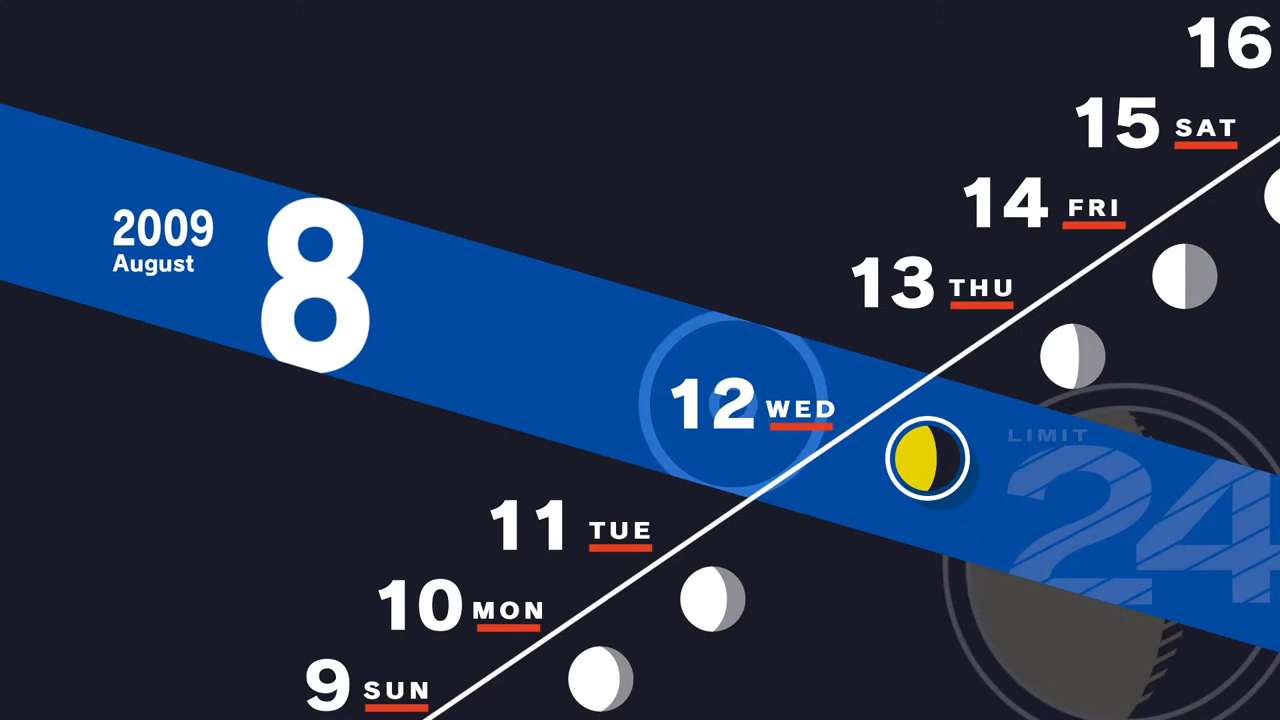 16
15 SAT
14 FRI
2009
August
8
13 THU
12 WED
LIMIT
24
11 TUE
10 MON
9 SUN